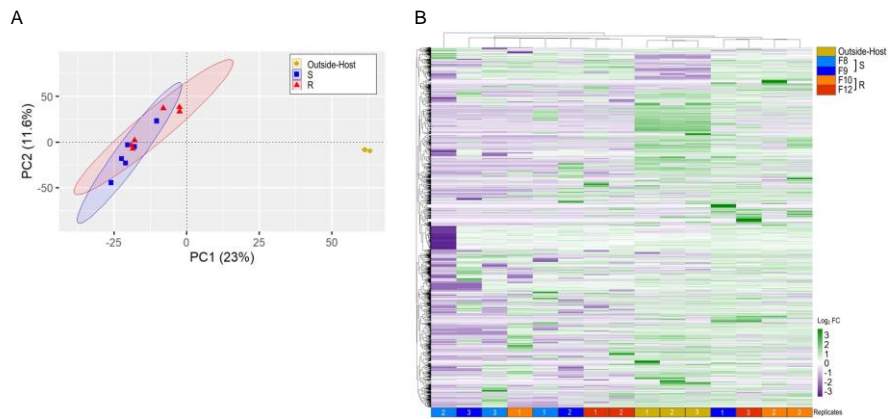 A
B
Outside-Host
S
R
50
0
-50
PC2 (11.6%)
-25
0
25
50
PC1 (23%)
Outside-Host
F8
F9
S
F10
F12
R
Log₂ FC
3
2
1
0
-1
-2
-3
2 3 3 1 1 2 1 2 1 2 3 1 3 2 3 Replicates